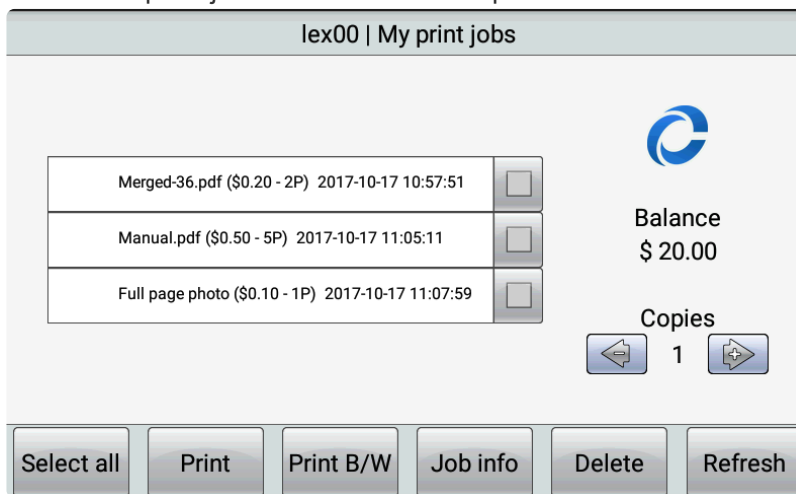 lex00 | My print jobs
Merged-36.pdf ($0.20 - 2P) 2017-10-17 10:57:51
Manual.pdf ($0.50 - 5P) 2017-10-17 11:05:11
Full page photo ($0.10 - 1P) 2017-10-17 11:07:59
Balance
$ 20.00
Copies
1
Select all
Print
Print B/W
Job info
Delete
Refresh